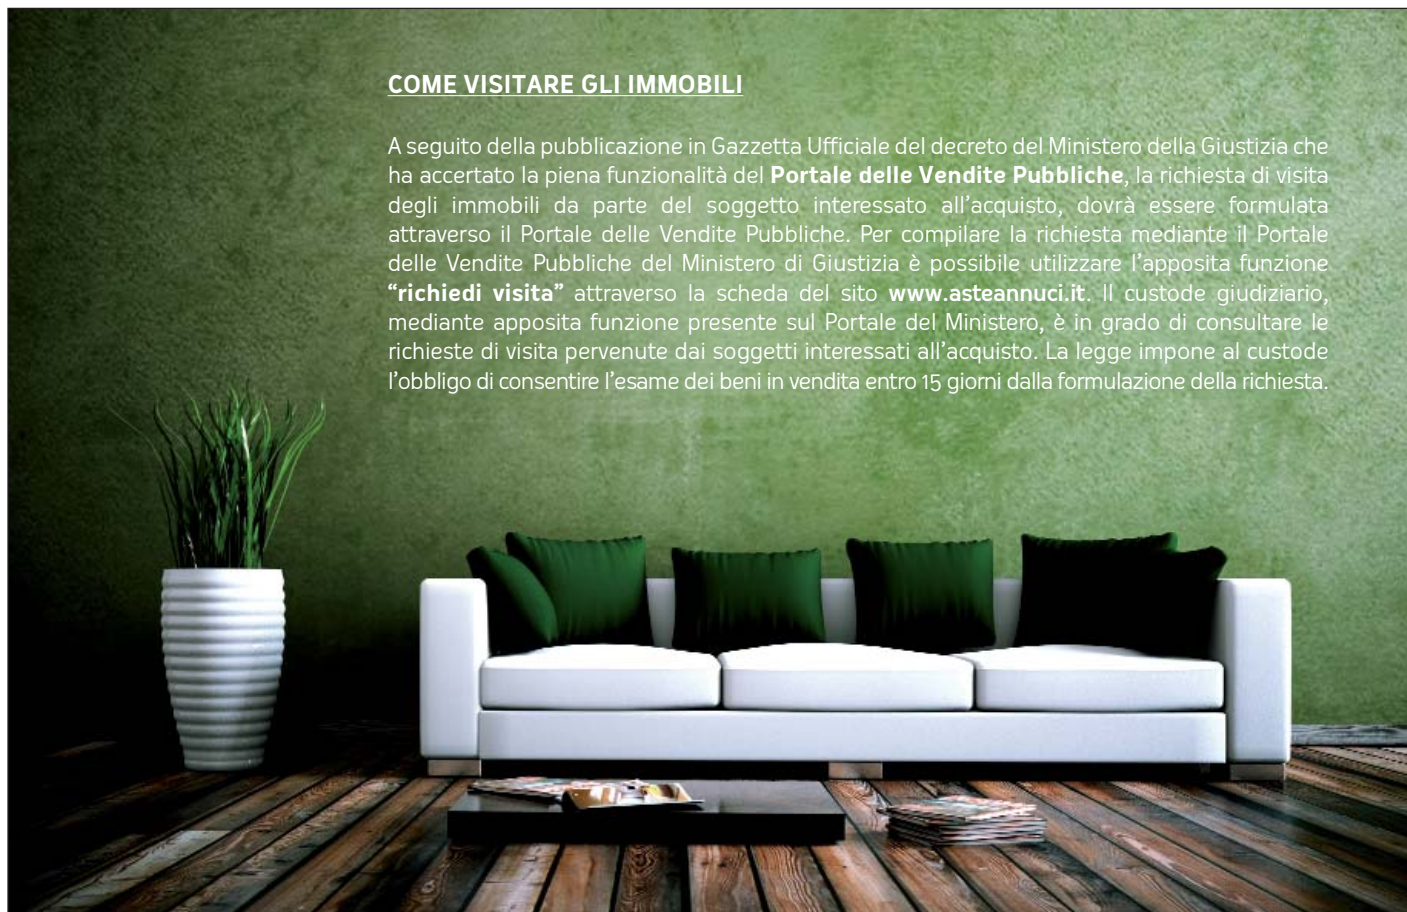 COME VISITARE GLI IMMOBILI
A seguito della pubblicazione in Gazzetta Ufficiale del decreto del Ministero della Giustizia che
ha accertato la piena funzionalità del Portale delle Vendite Pubbliche, la richiesta di visita
degli immobili da parte del soggetto interessato all'acquisto, dovrà essere formulata
attraverso il Portale delle Vendite Pubbliche. Per compilare la richiesta mediante il Portale
delle Vendite Pubbliche del Ministero di Giustizia è possibile utilizzare l'apposita funzione
“richiedi visita” attraverso la scheda del sito www.asteannuci.it. Il custode giudiziario,
mediante apposita funzione presente sul Portale del Ministero, è in grado di consultare le
richieste di visita pervenute dai soggetti interessati all'acquisto. La legge impone al custode
l'obbligo di consentire l'esame dei beni in vendita entro 15 giorni dalla formulazione della richiesta.